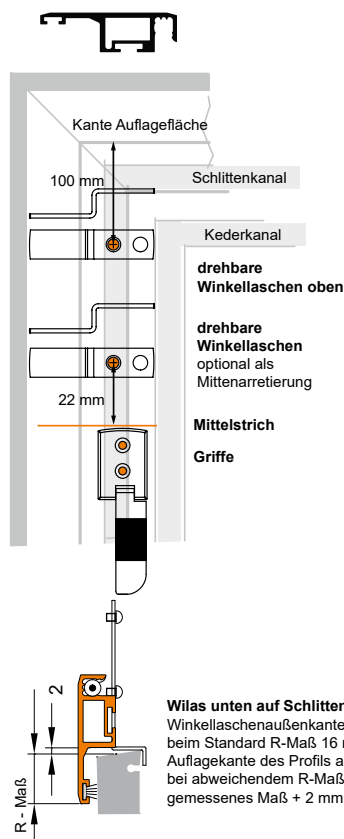 Kante Auflagefläche
100 mm
Schlittenkanal
Kederkanal
drehbare
Winkellaschen oben
drehbare
Winkellaschen
optional als
Mittenarretierung
22 mm
Mittelstrich
Griffe
2
R - Maß
Wilas unten auf Schlitten
Winkellaschenaußenkante
beim Standard R-Maß 16
Auflagekante des Profils
bei abweichendem R-Maß
gemessenes Maß + 2 mm